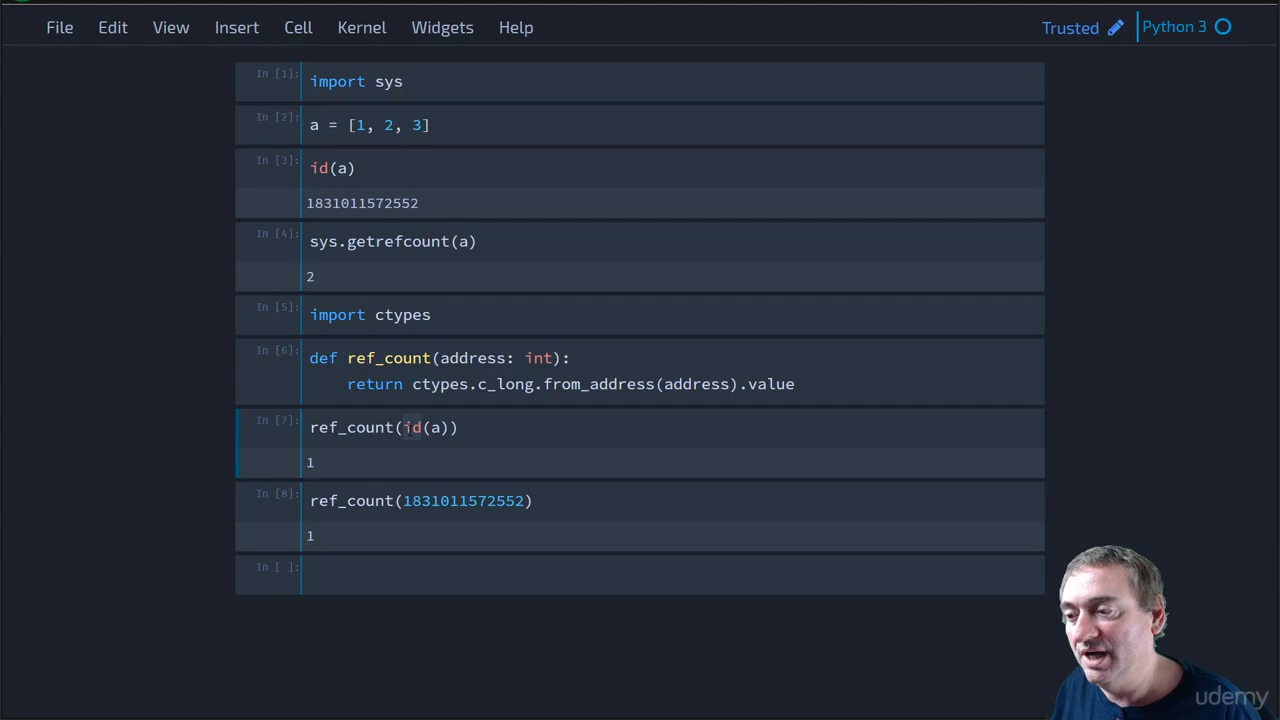 File Edit View Insert Cell Kernel Widgets Help Trusted Python 3
In [1]: import sys
In [2]: a = [1, 2, 3]
In [3]: id(a)
1831011572552
In [4]: sys.getrefcount(a)
2
In [5]: import ctypes
In [6]: def ref_count(address: int):
return ctypes.c_long.from_address(address).value
In [7]: ref_count(id(a))
1
In [8]: ref_count(1831011572552)
1
In [ ]:
udemy